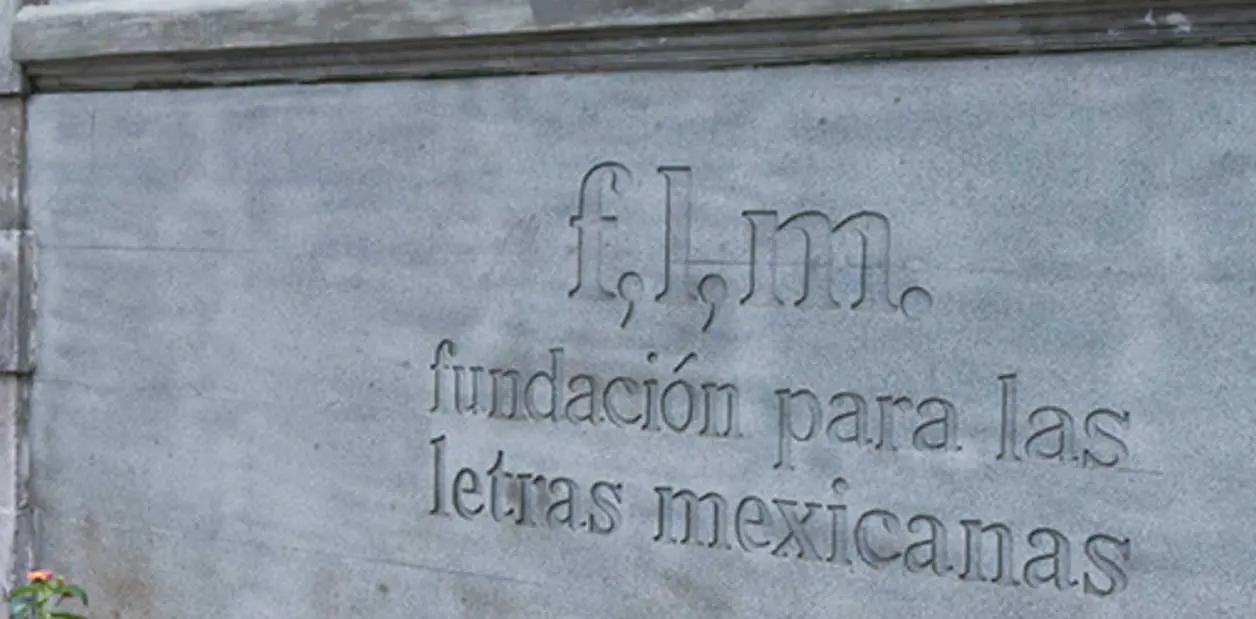 f,l,m.
fundación para las
letras mexicanas